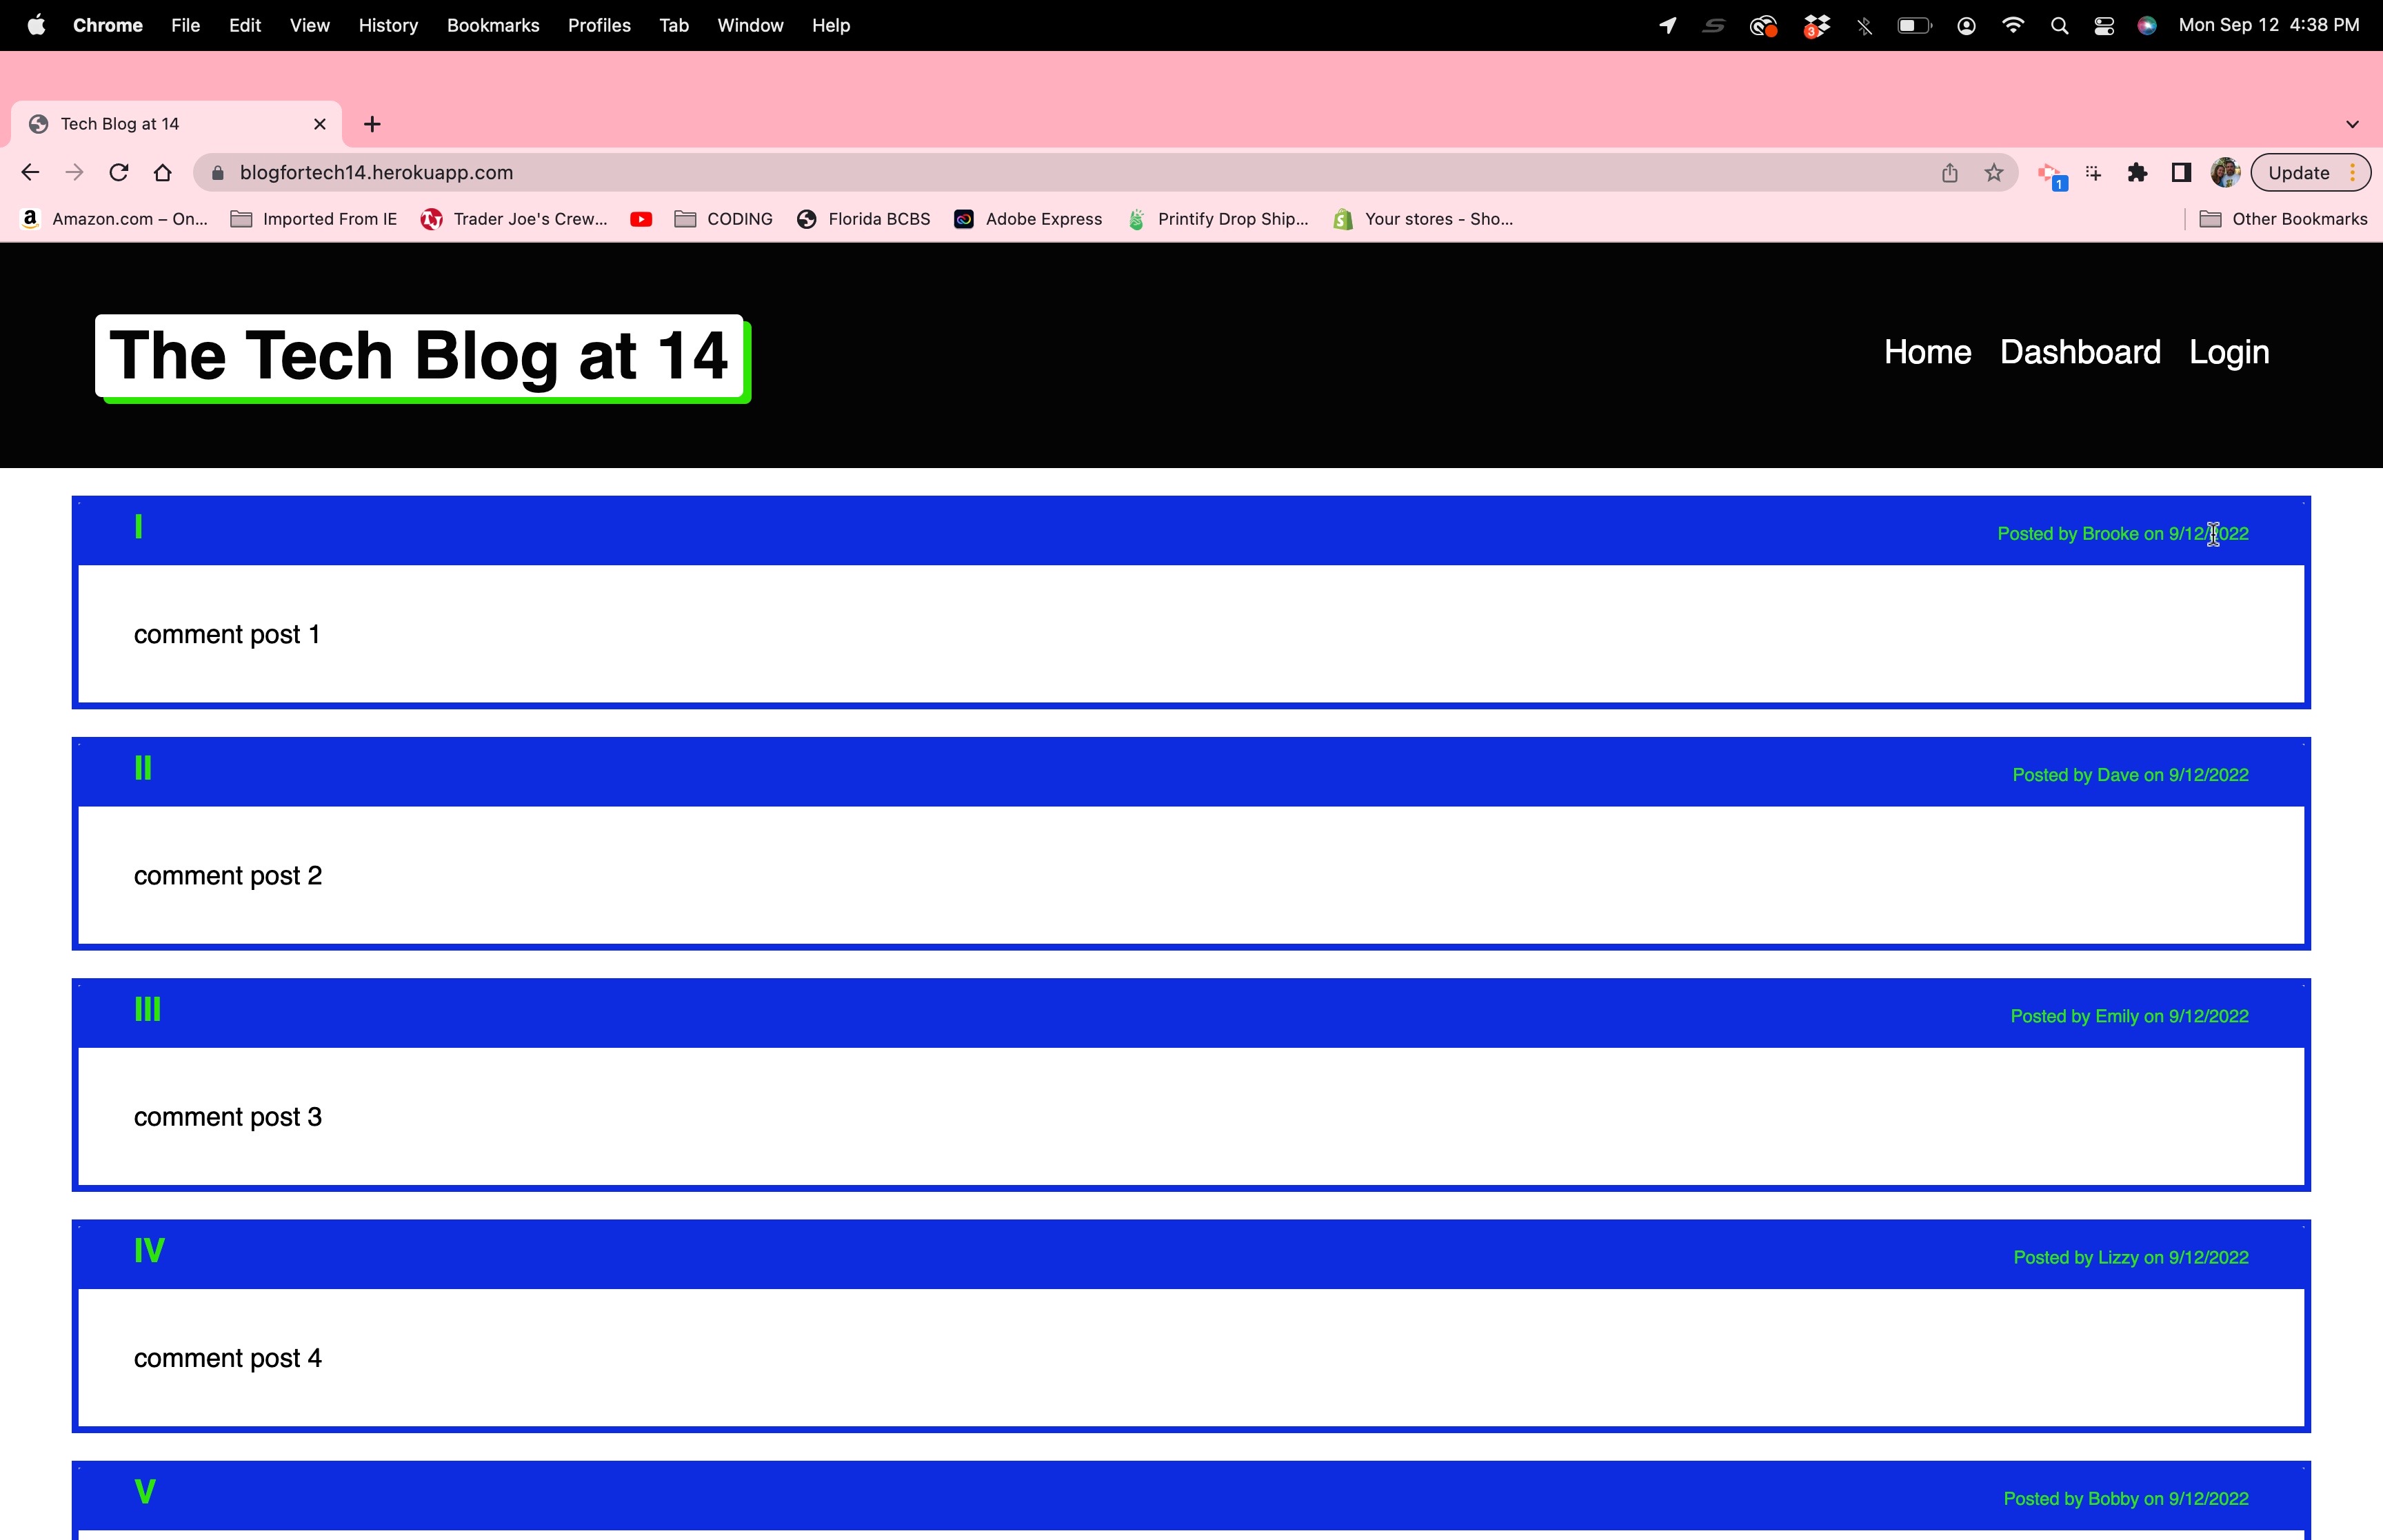 Chrome File Edit View History Bookmarks Profiles Tab Window Help 3 Mon Sep 12 4:38 PM
Tech Blog at 14
blogfortech14.herokuapp.com 1 Update
a Amazon.com – On... Imported From IE Trader Joe's Crew... CODING Florida BCBS Adobe Express Printify Drop Ship... Your stores - Sho... Other Bookmarks
The Tech Blog at 14 Home Dashboard Login
I Posted by Brooke on 9/12/2022
comment post 1
II Posted by Dave on 9/12/2022
comment post 2
III Posted by Emily on 9/12/2022
comment post 3
IV Posted by Lizzy on 9/12/2022
comment post 4
V Posted by Bobby on 9/12/2022